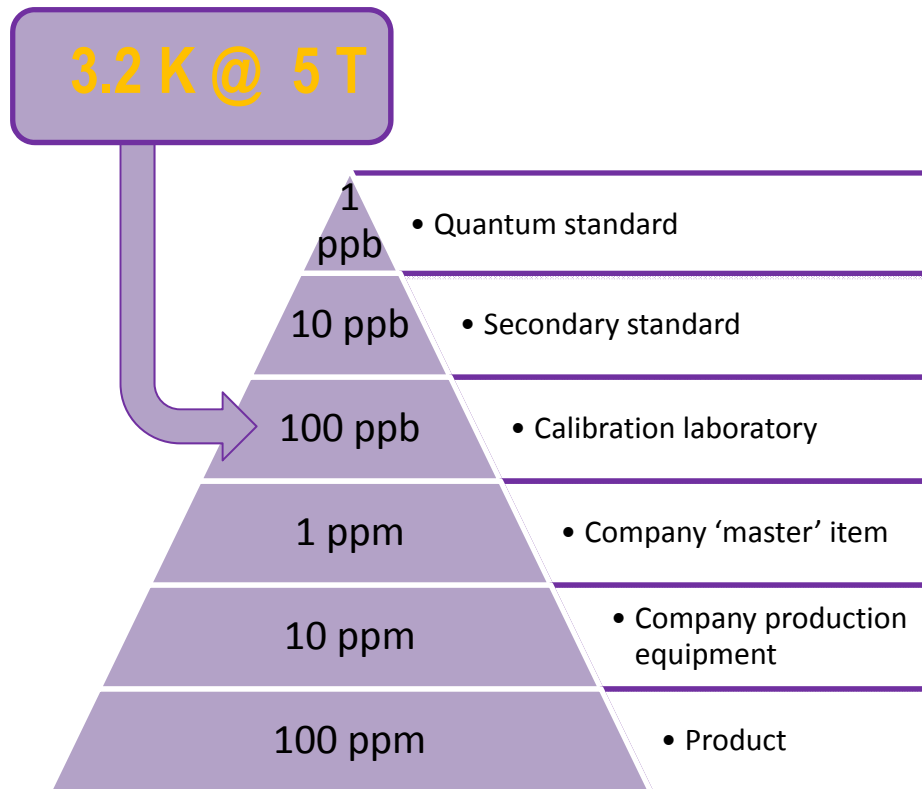 3.2 K @ 5 T
1
ppb
• Quantum standard
10 ppb
• Secondary standard
100 ppb
• Calibration laboratory
1 ppm
• Company ‘master’ item
10 ppm
• Company production
equipment
100 ppm
• Product